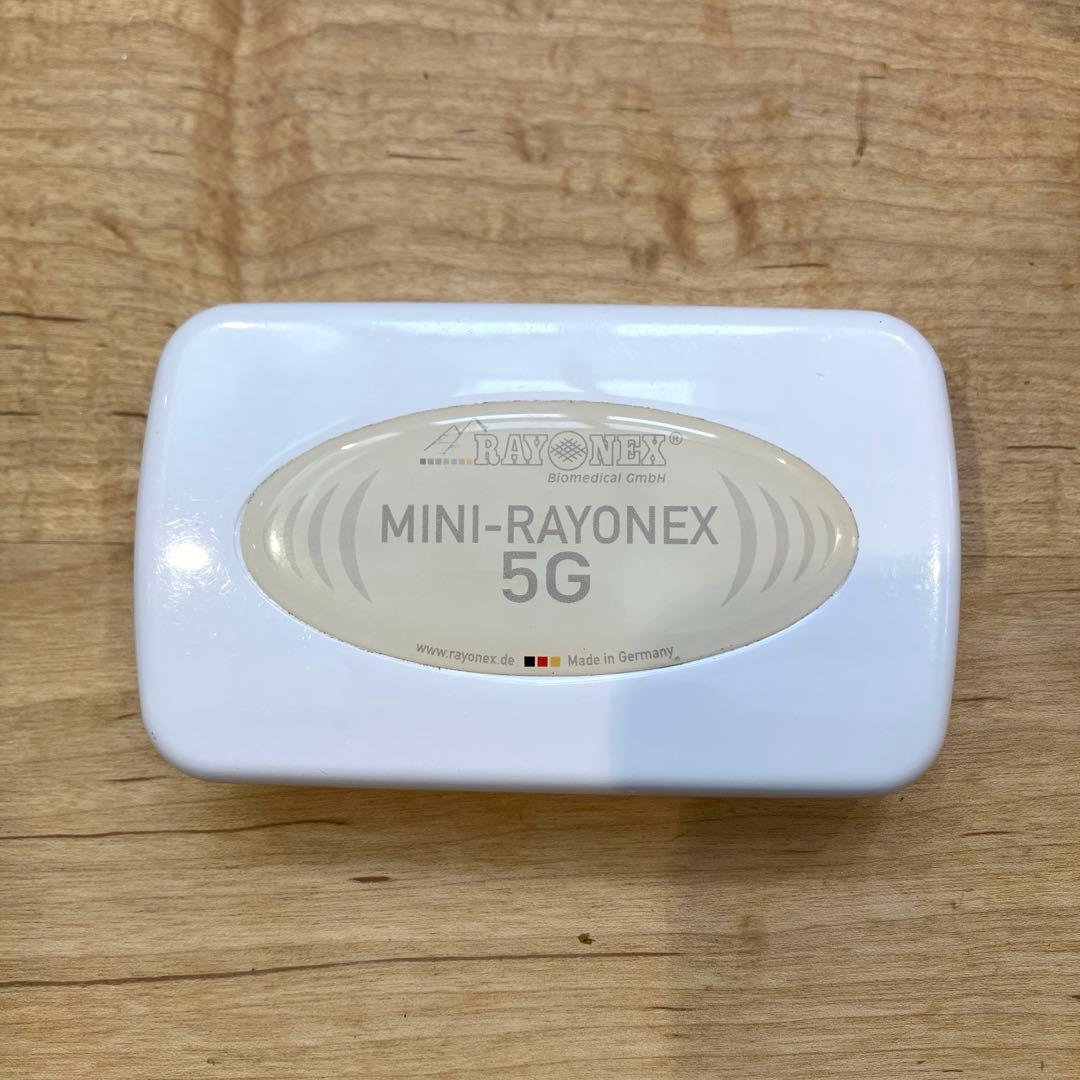 RAYONEX®
Biomedical GmbH
MINI-RAYONEX
5G
www.rayonex.de Made in Germany